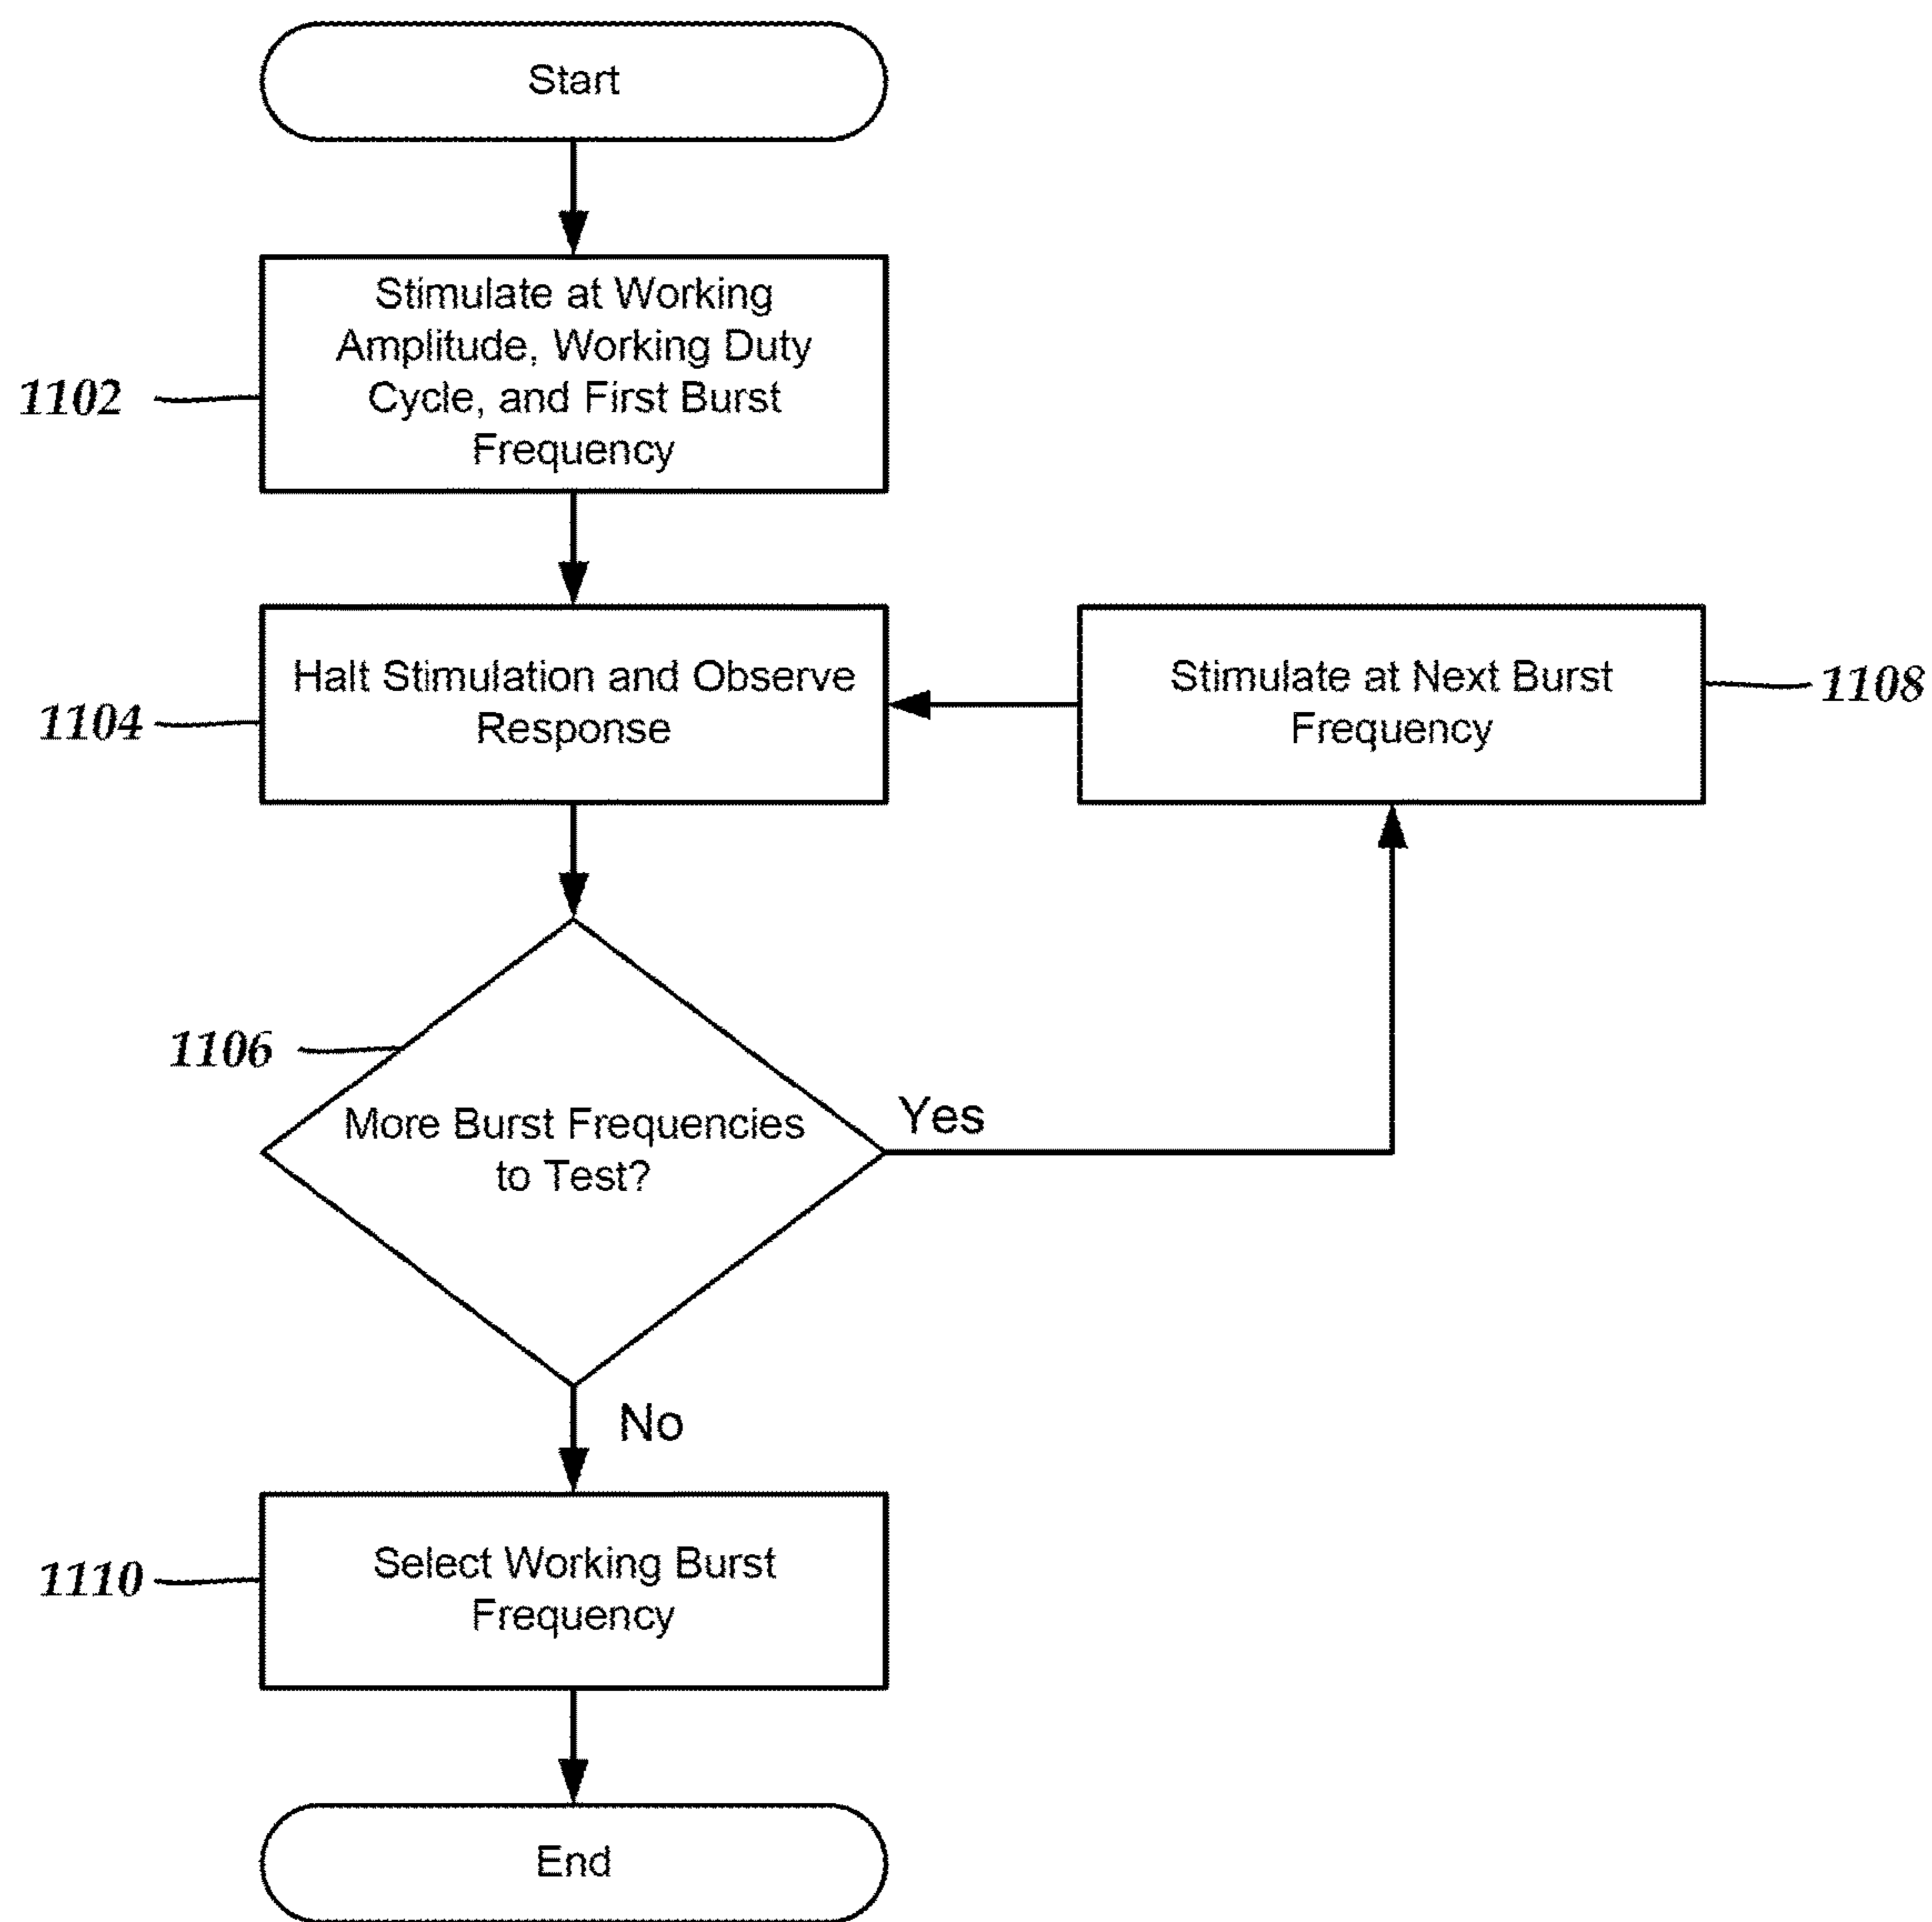 Start
1102
Stimulate at Working
Amplitude, Working Duty
Cycle, and First Burst
Frequency
1104
Halt Stimulation and Observe
Response
Stimulate at Next Burst
Frequency
1108
1106
More Burst Frequencies
to Test?
Yes
No
1110
Select Working Burst
Frequency
End